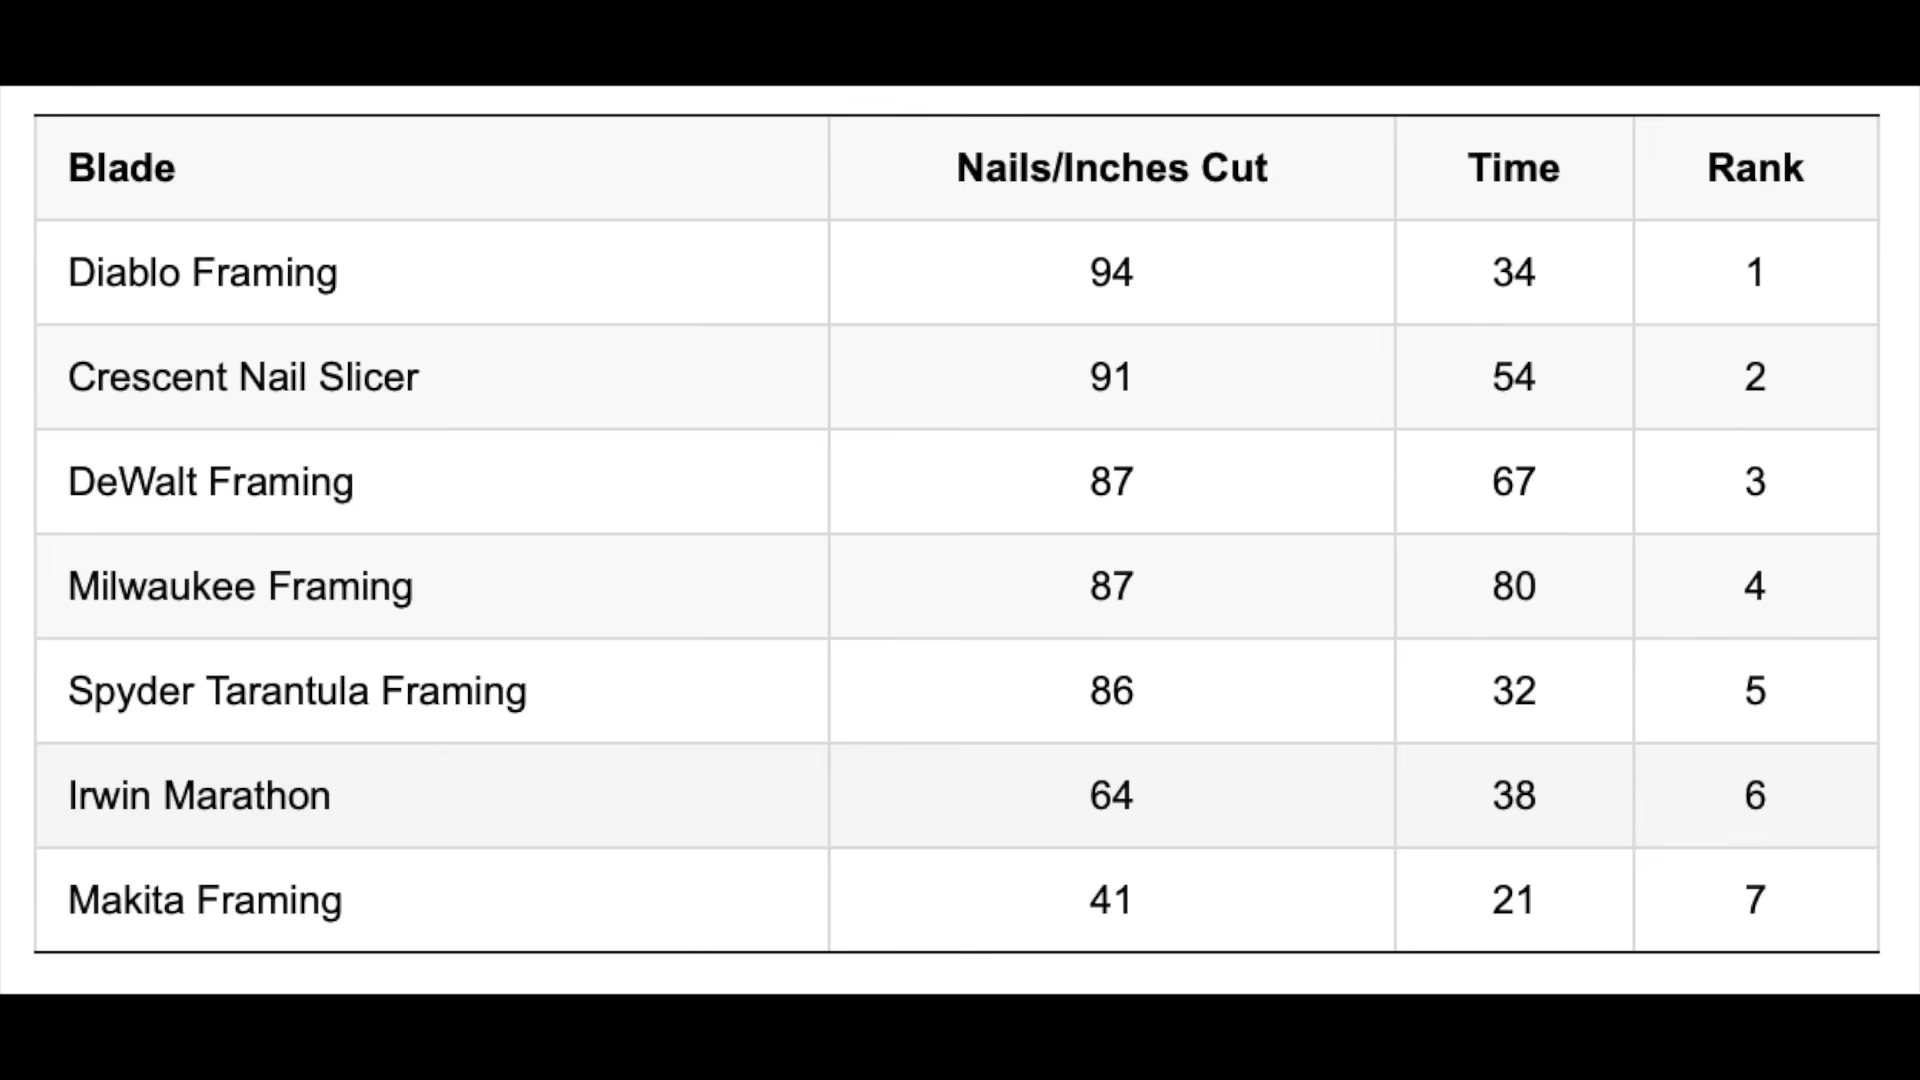 Blade Nails/Inches Cut Time Rank
Diablo Framing 94 34 1
Crescent Nail Slicer 91 54 2
DeWalt Framing 87 67 3
Milwaukee Framing 87 80 4
Spyder Tarantula Framing 86 32 5
Irwin Marathon 64 38 6
Makita Framing 41 21 7